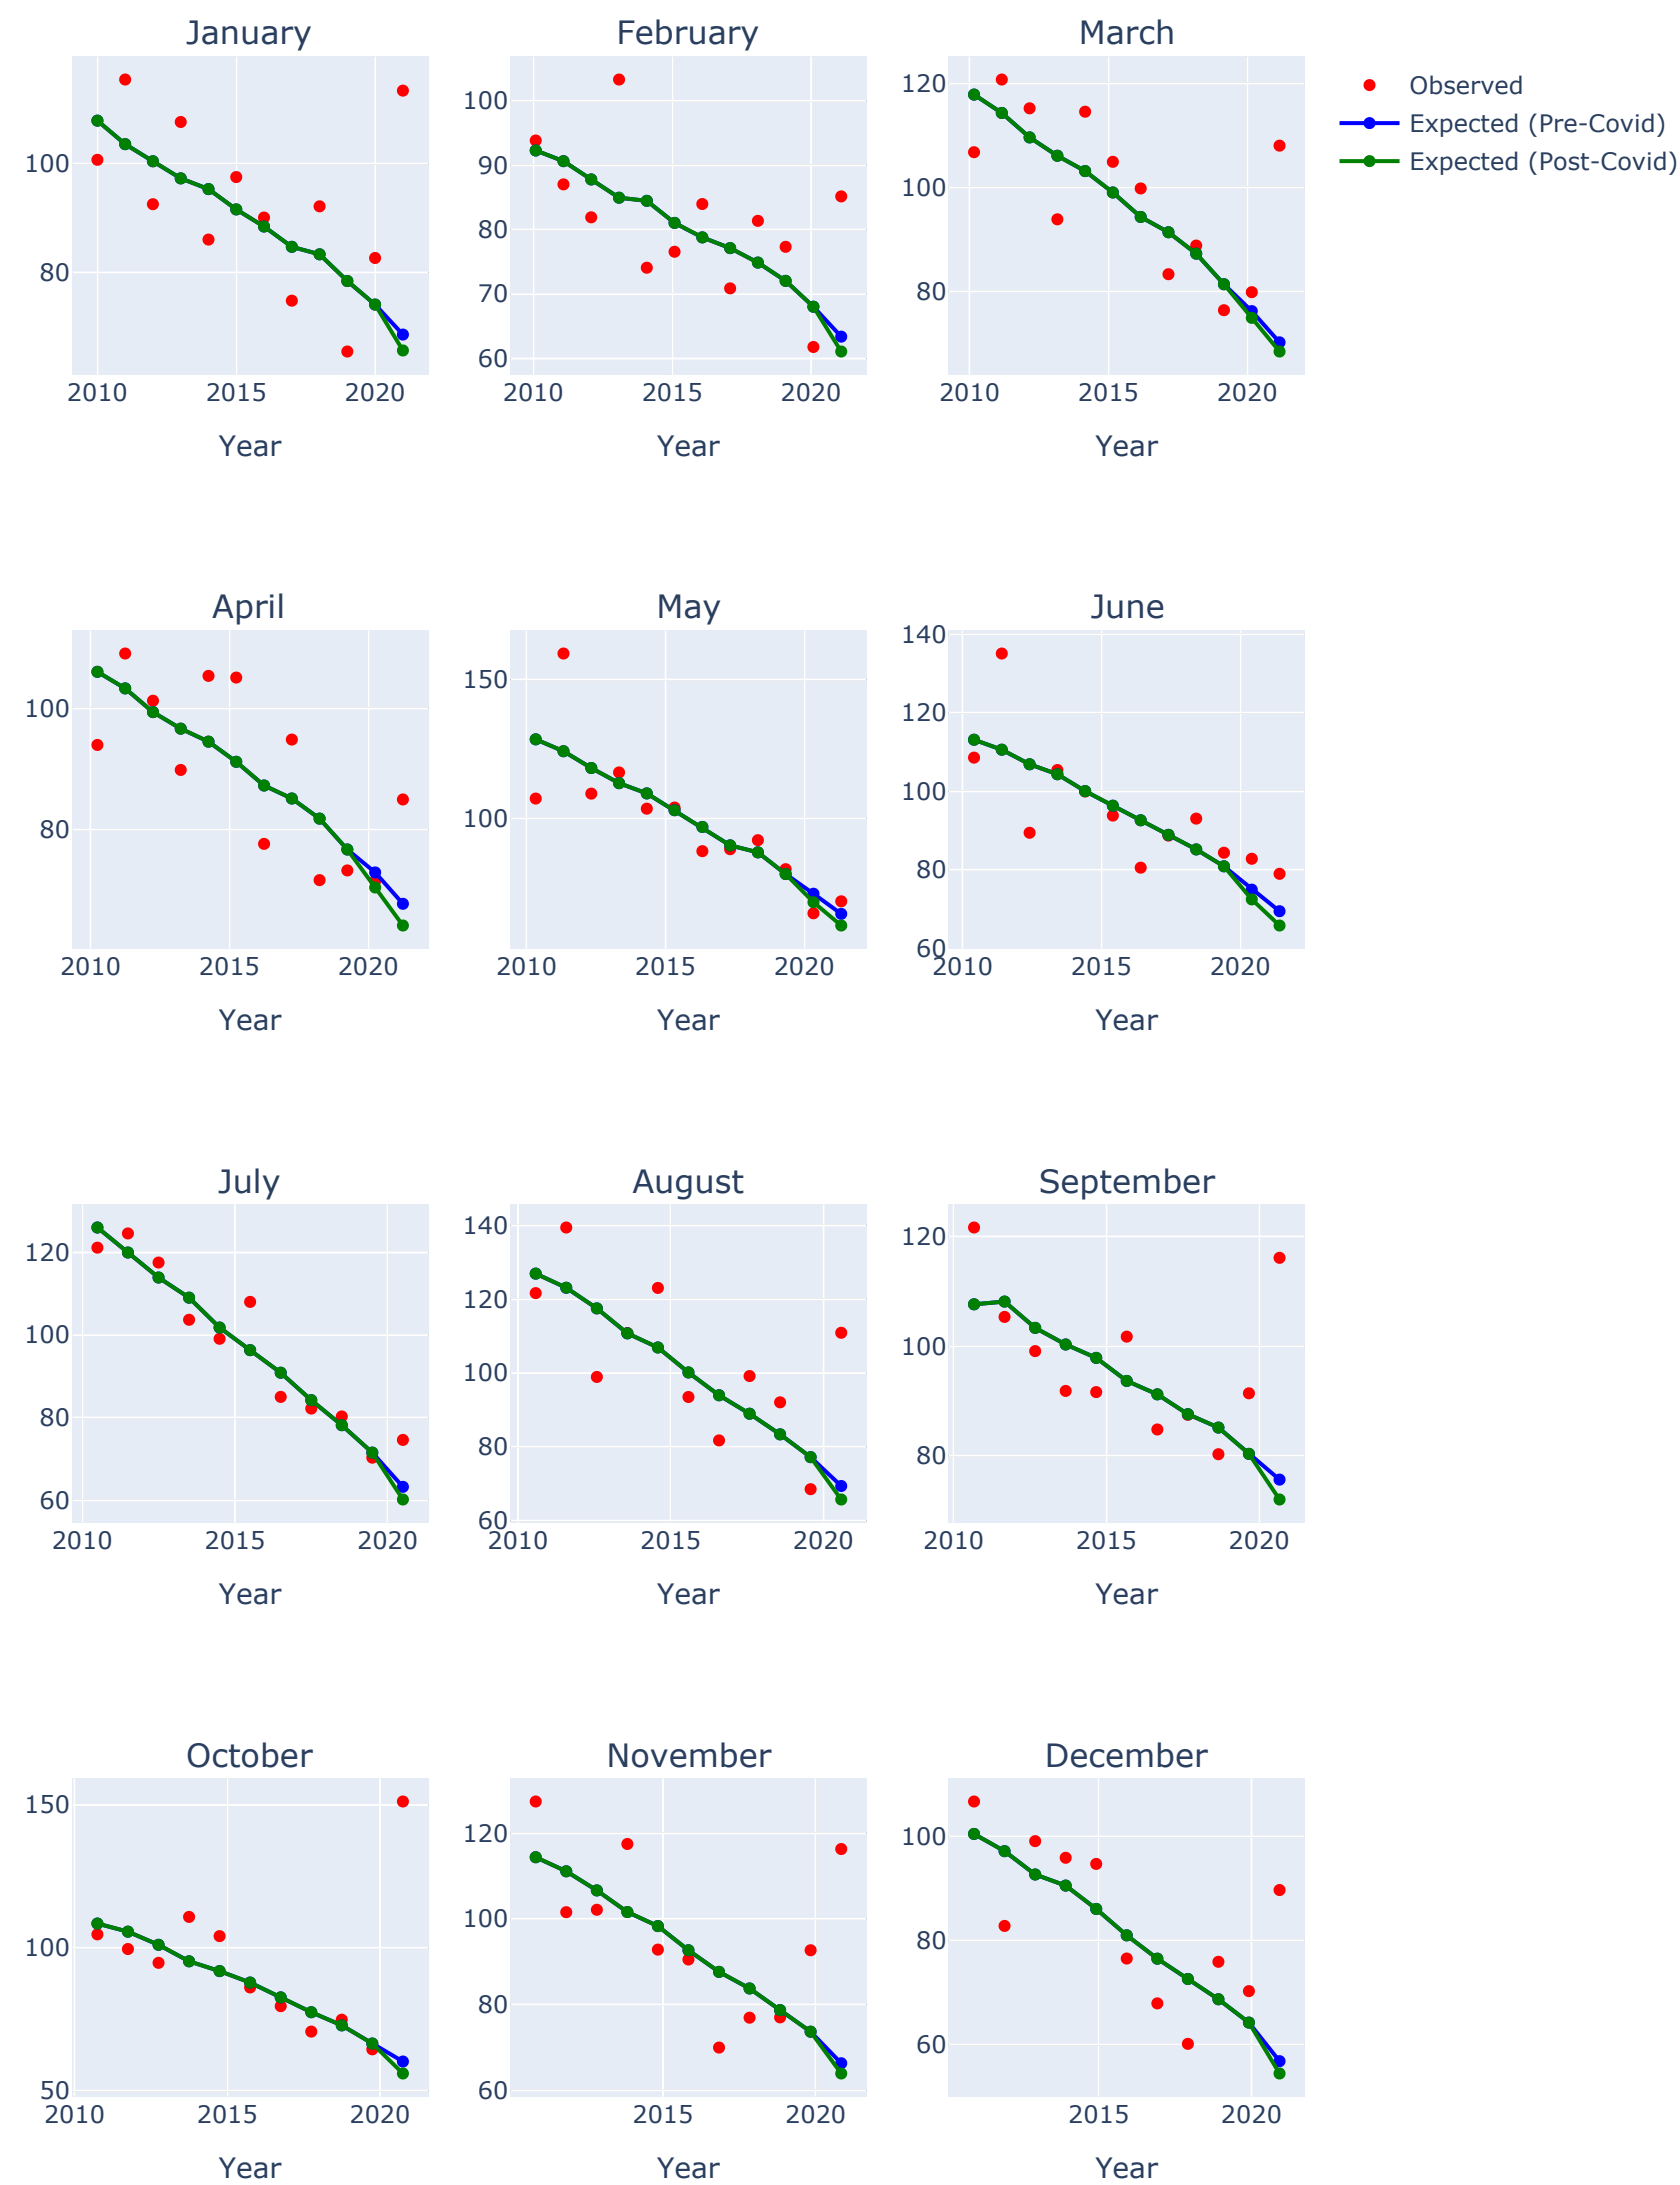 January
February
March
100
80
2010 2015 2020
Year
100
90
80
70
60
2010 2015 2020
Year
120
100
80
2010 2015 2020
Year
Observed
Expected (Pre-Covid)
Expected (Post-Covid)
April
May
June
100
80
2010 2015 2020
Year
150
100
2010 2015 2020
Year
140
120
100
80
60
2010 2015 2020
Year
July
August
September
120
100
80
60
2010 2015 2020
Year
140
120
100
80
60
2010 2015 2020
Year
120
100
80
2010 2015 2020
Year
October
November
December
150
100
50
2010 2015 2020
Year
120
100
80
60
2015 2020
Year
100
80
60
2015 2020
Year